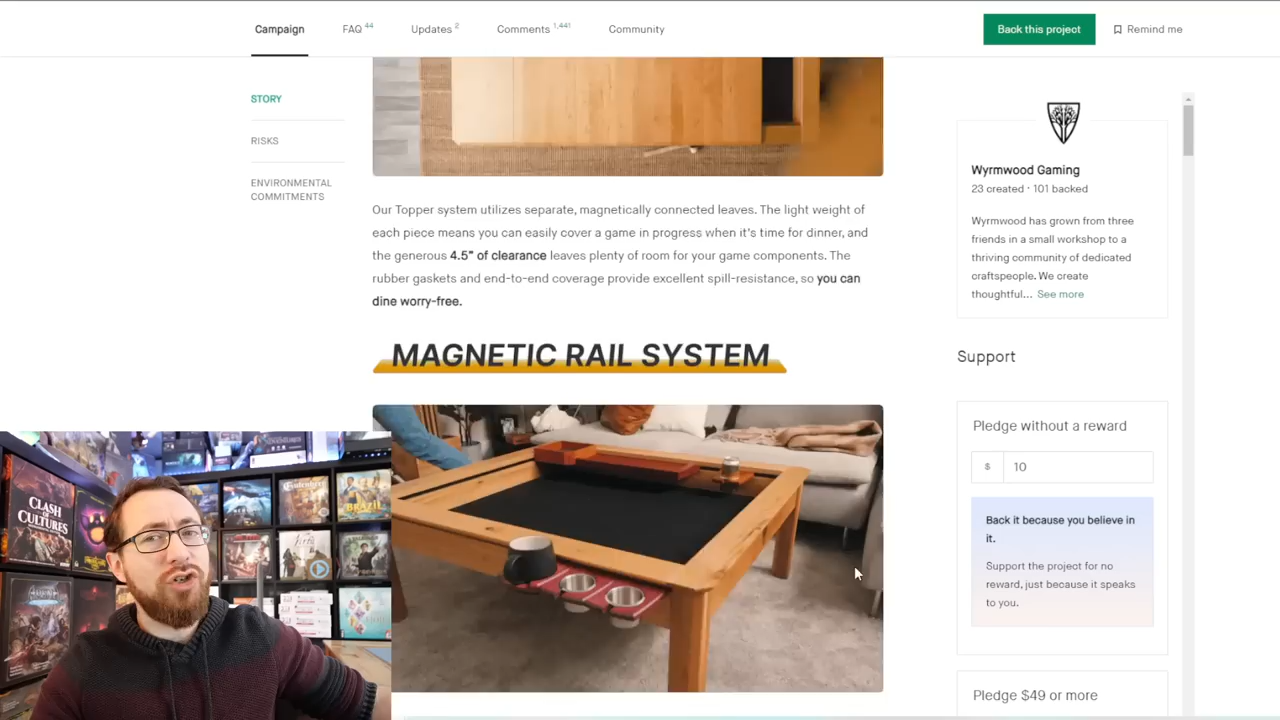 Campaign
FAQ 44
Updates 2
Comments 1,441
Community
Back this project
Remind me
STORY
RISKS
ENVIRONMENTAL
COMMITMENTS
Our Topper system utilizes separate, magnetically connected leaves. The light weight of
each piece means you can easily cover a game in progress when it's time for dinner, and
the generous 4.5” of clearance leaves plenty of room for your game components. The
rubber gaskets and end-to-end coverage provide excellent spill-resistance, so you can
dine worry-free.
MAGNETIC RAIL SYSTEM
Wyrmwood Gaming
23 created · 101 backed
Wyrmwood has grown from three
friends in a small workshop to a
thriving community of dedicated
craftspeople. We create
thoughtful... See more
Support
Pledge without a reward
$ 10
Back it because you believe in
it.
Support the project for no
reward, just because it speaks
to you.
Pledge $49 or more
CLASH
OF
CULTURES
BRAZIL